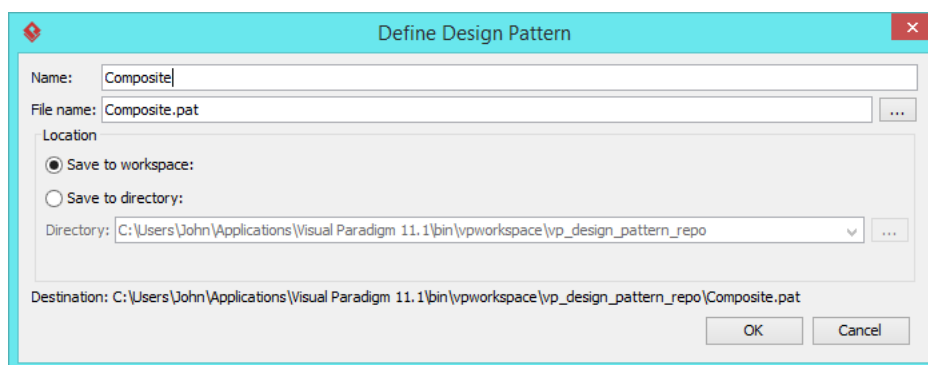 Define Design Pattern
Name: Composite
File name: Composite.pat ...
Location
Save to workspace:
Save to directory:
Directory: C:\Users\John\Applications\Visual Paradigm 11.1\bin\vpworkspace\vp_design_pattern_repo ...
Destination: C:\Users\John\Applications\Visual Paradigm 11.1\bin\vpworkspace\vp_design_pattern_repo\Composite.pat
OK Cancel